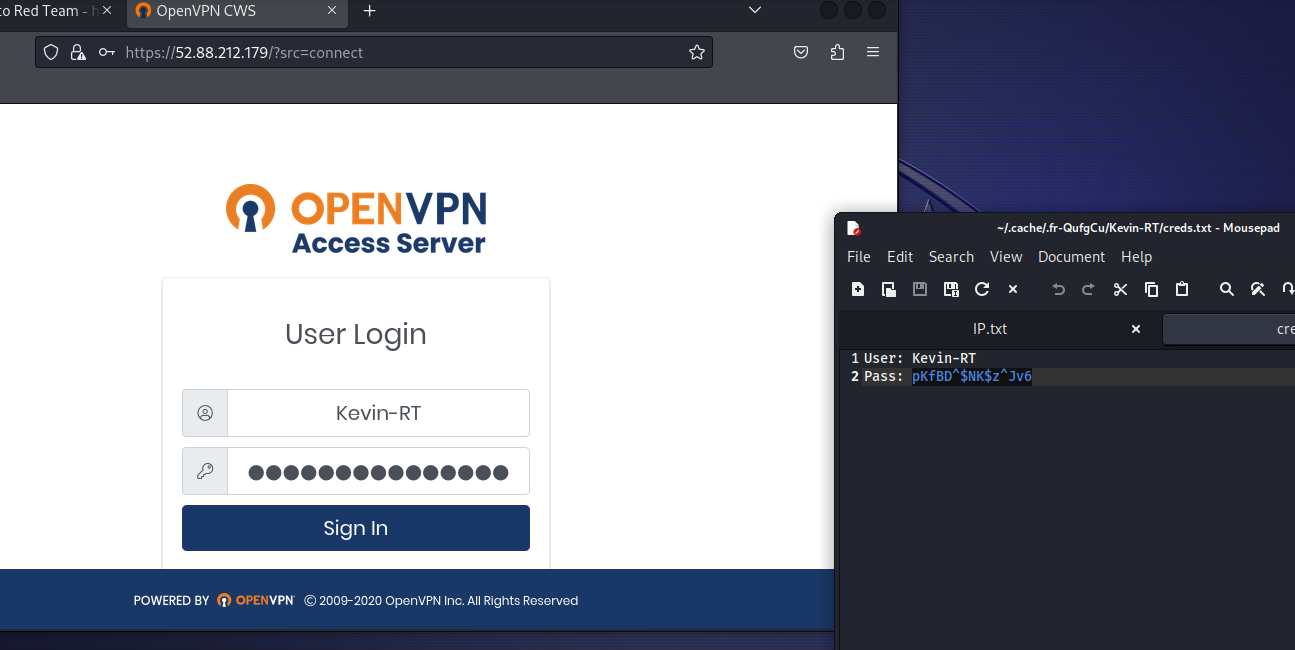 to Red Team - h
OpenVPN CWS
https://52.88.212.179/?src=connect
OPENVPN
Access Server
User Login
Kevin-RT
Sign In
POWERED BY OPENVPN © 2009-2020 OpenVPN Inc. All Rights Reserved
~/.cache/.fr-QufgCu/Kevin-RT/creds.txt - Mousepad
File Edit Search View Document Help
IP.txt
cre
1 User: Kevin-RT
2 Pass: pKfBD^$NK$z^Jv6